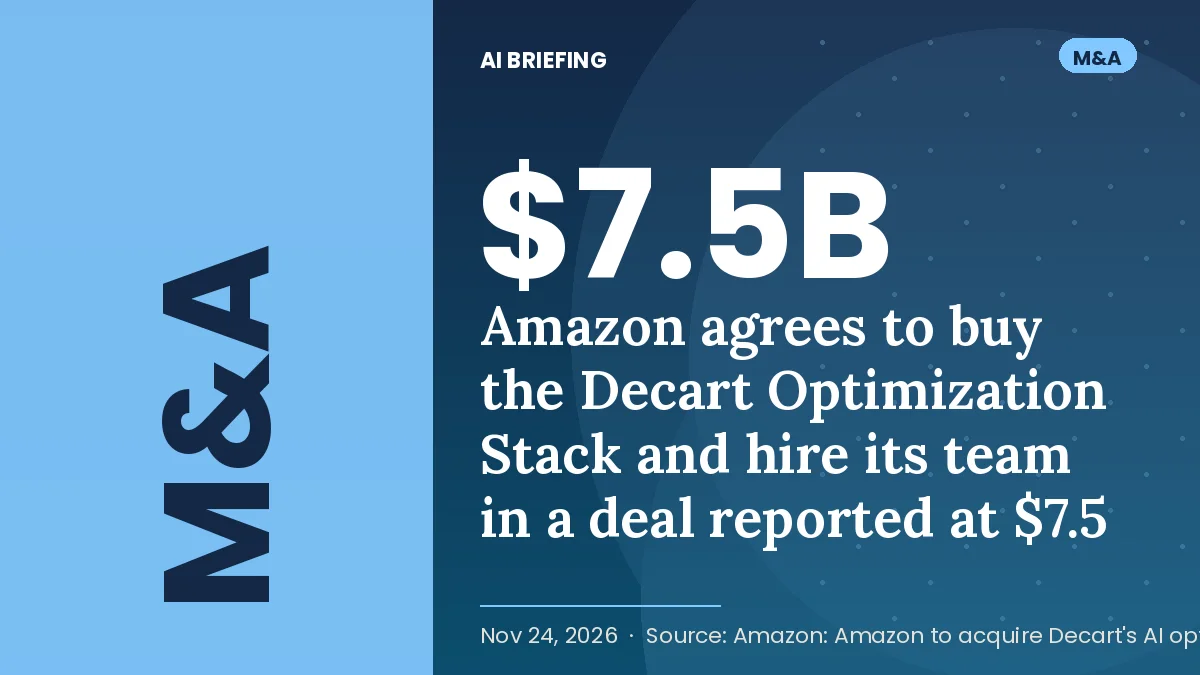 M&A
AI BRIEFING
M&A
$7.5B
Amazon agrees to buy
the Decart Optimization
Stack and hire its team
in a deal reported at $7.5
Nov 24, 2026 · Source: Amazon: Amazon to acquire Decart's AI